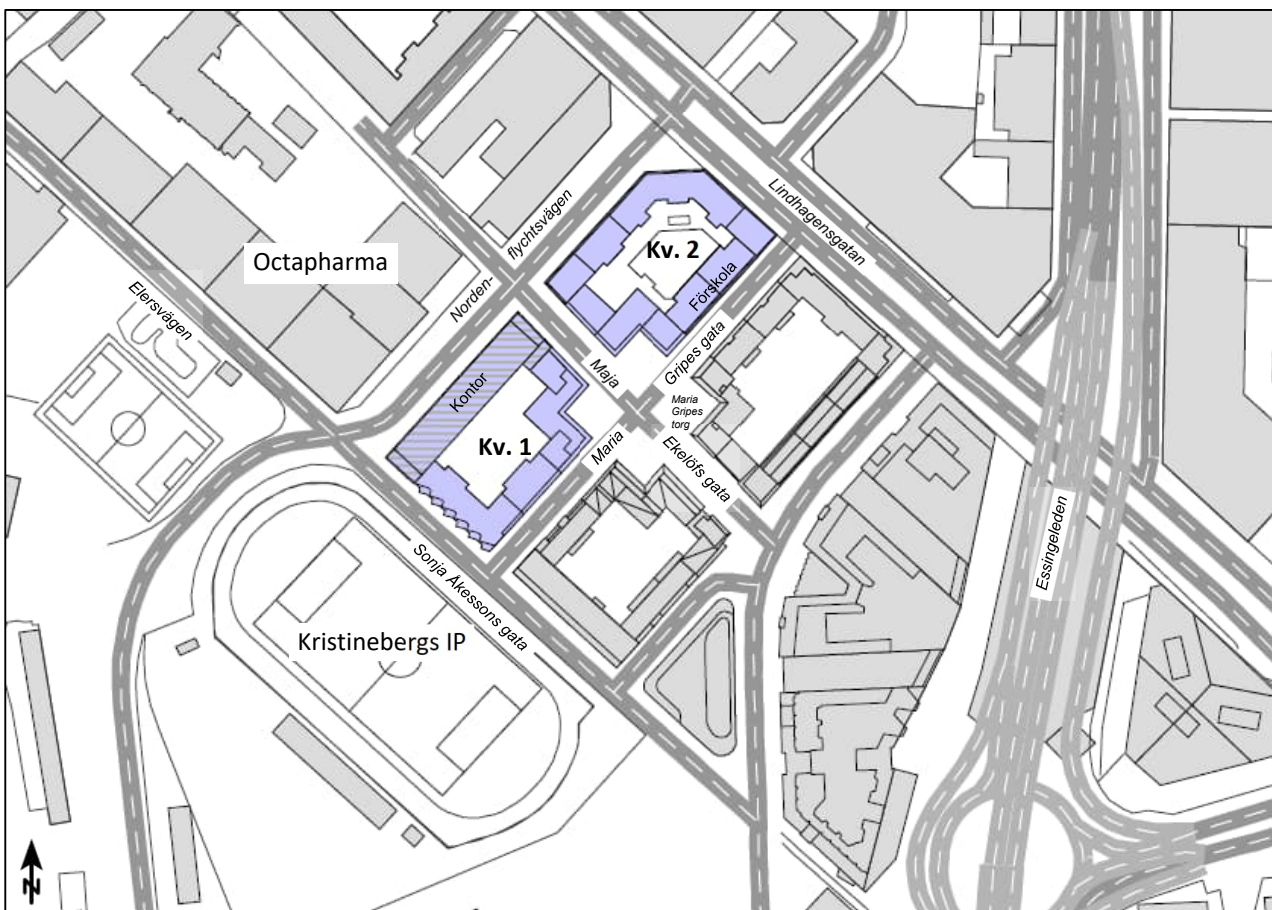 Lindhagensgatan
Norden-
flychtsvägen
Octapharma
Kv. 2
Förskola
Elersvägen
Kontor
Maja
Gripes gata
Maria
Gripes
torg
Kv. 1
Maria
Ekelöfs gata
Essingeleden
Sonja Åkessons gata
Kristinebergs IP
N